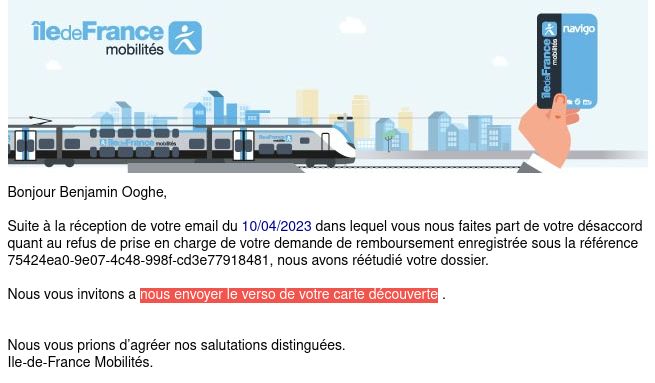 îledeFrance
mobilités
navigo
îledeFrance
mobilités
îledeFrance
mobilités
îledeFrance
Bonjour Benjamin Ooghe,
Suite à la réception de votre email du 10/04/2023 dans lequel vous nous faites part de votre désaccord
quant au refus de prise en charge de votre demande de remboursement enregistrée sous la référence
75424ea0-9e07-4c48-998f-cd3e77918481, nous avons réétudié votre dossier.
Nous vous invitons a nous envoyer le verso de votre carte découverte .
Nous vous prions d’agréer nos salutations distinguées.
Ile-de-France Mobilités.